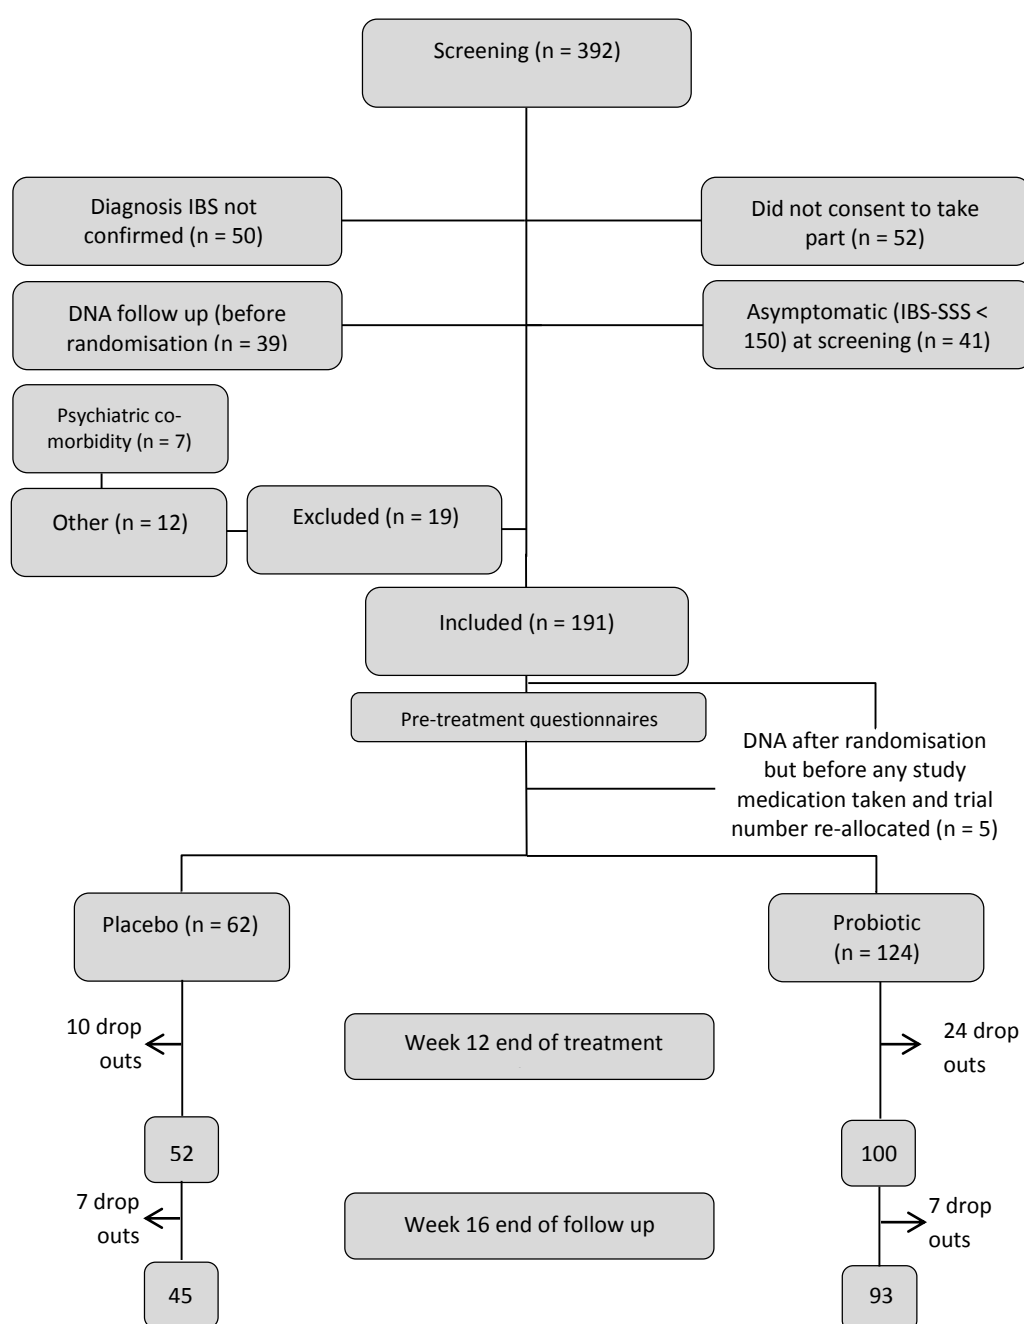 Screening (n = 392)
Diagnosis IBS not
confirmed (n = 50)
Did not consent to take
part (n = 52)
DNA follow up (before
randomisation (n = 39)
Asymptomatic (IBS-SSS <
150) at screening (n = 41)
Psychiatric co-
morbidity (n = 7)
Other (n = 12)
Excluded (n = 19)
Included (n = 191)
Pre-treatment questionnaires
DNA after randomisation
but before any study
medication taken and trial
number re-allocated (n = 5)
Placebo (n = 62)
Probiotic
(n = 124)
10 drop
outs
Week 12 end of treatment
24 drop
outs
52
100
7 drop
outs
Week 16 end of follow up
7 drop
outs
45
93